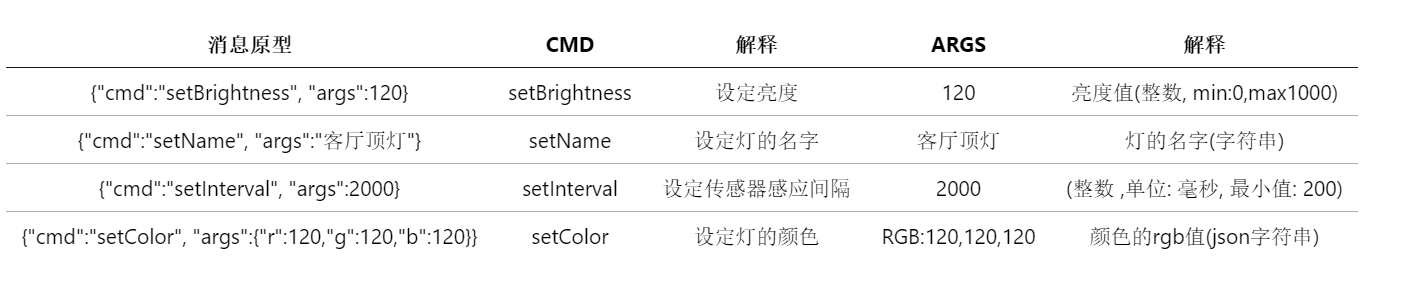 消息原型 CMD 解释 ARGS 解释
{"cmd":"setBrightness", "args":120} setBrightness 设定亮度 120 亮度值(整数, min:0,max1000)
{"cmd":"setName", "args":"客厅顶灯"} setName 设定灯的名字 客厅顶灯 灯的名字(字符串)
{"cmd":"setInterval", "args":2000} setInterval 设定传感器感应间隔 2000 (整数 ,单位: 毫秒, 最小值: 200)
{"cmd":"setColor", "args":{"r":120,"g":120,"b":120}} setColor 设定灯的颜色 RGB:120,120,120 颜色的rgb值(json字符串)